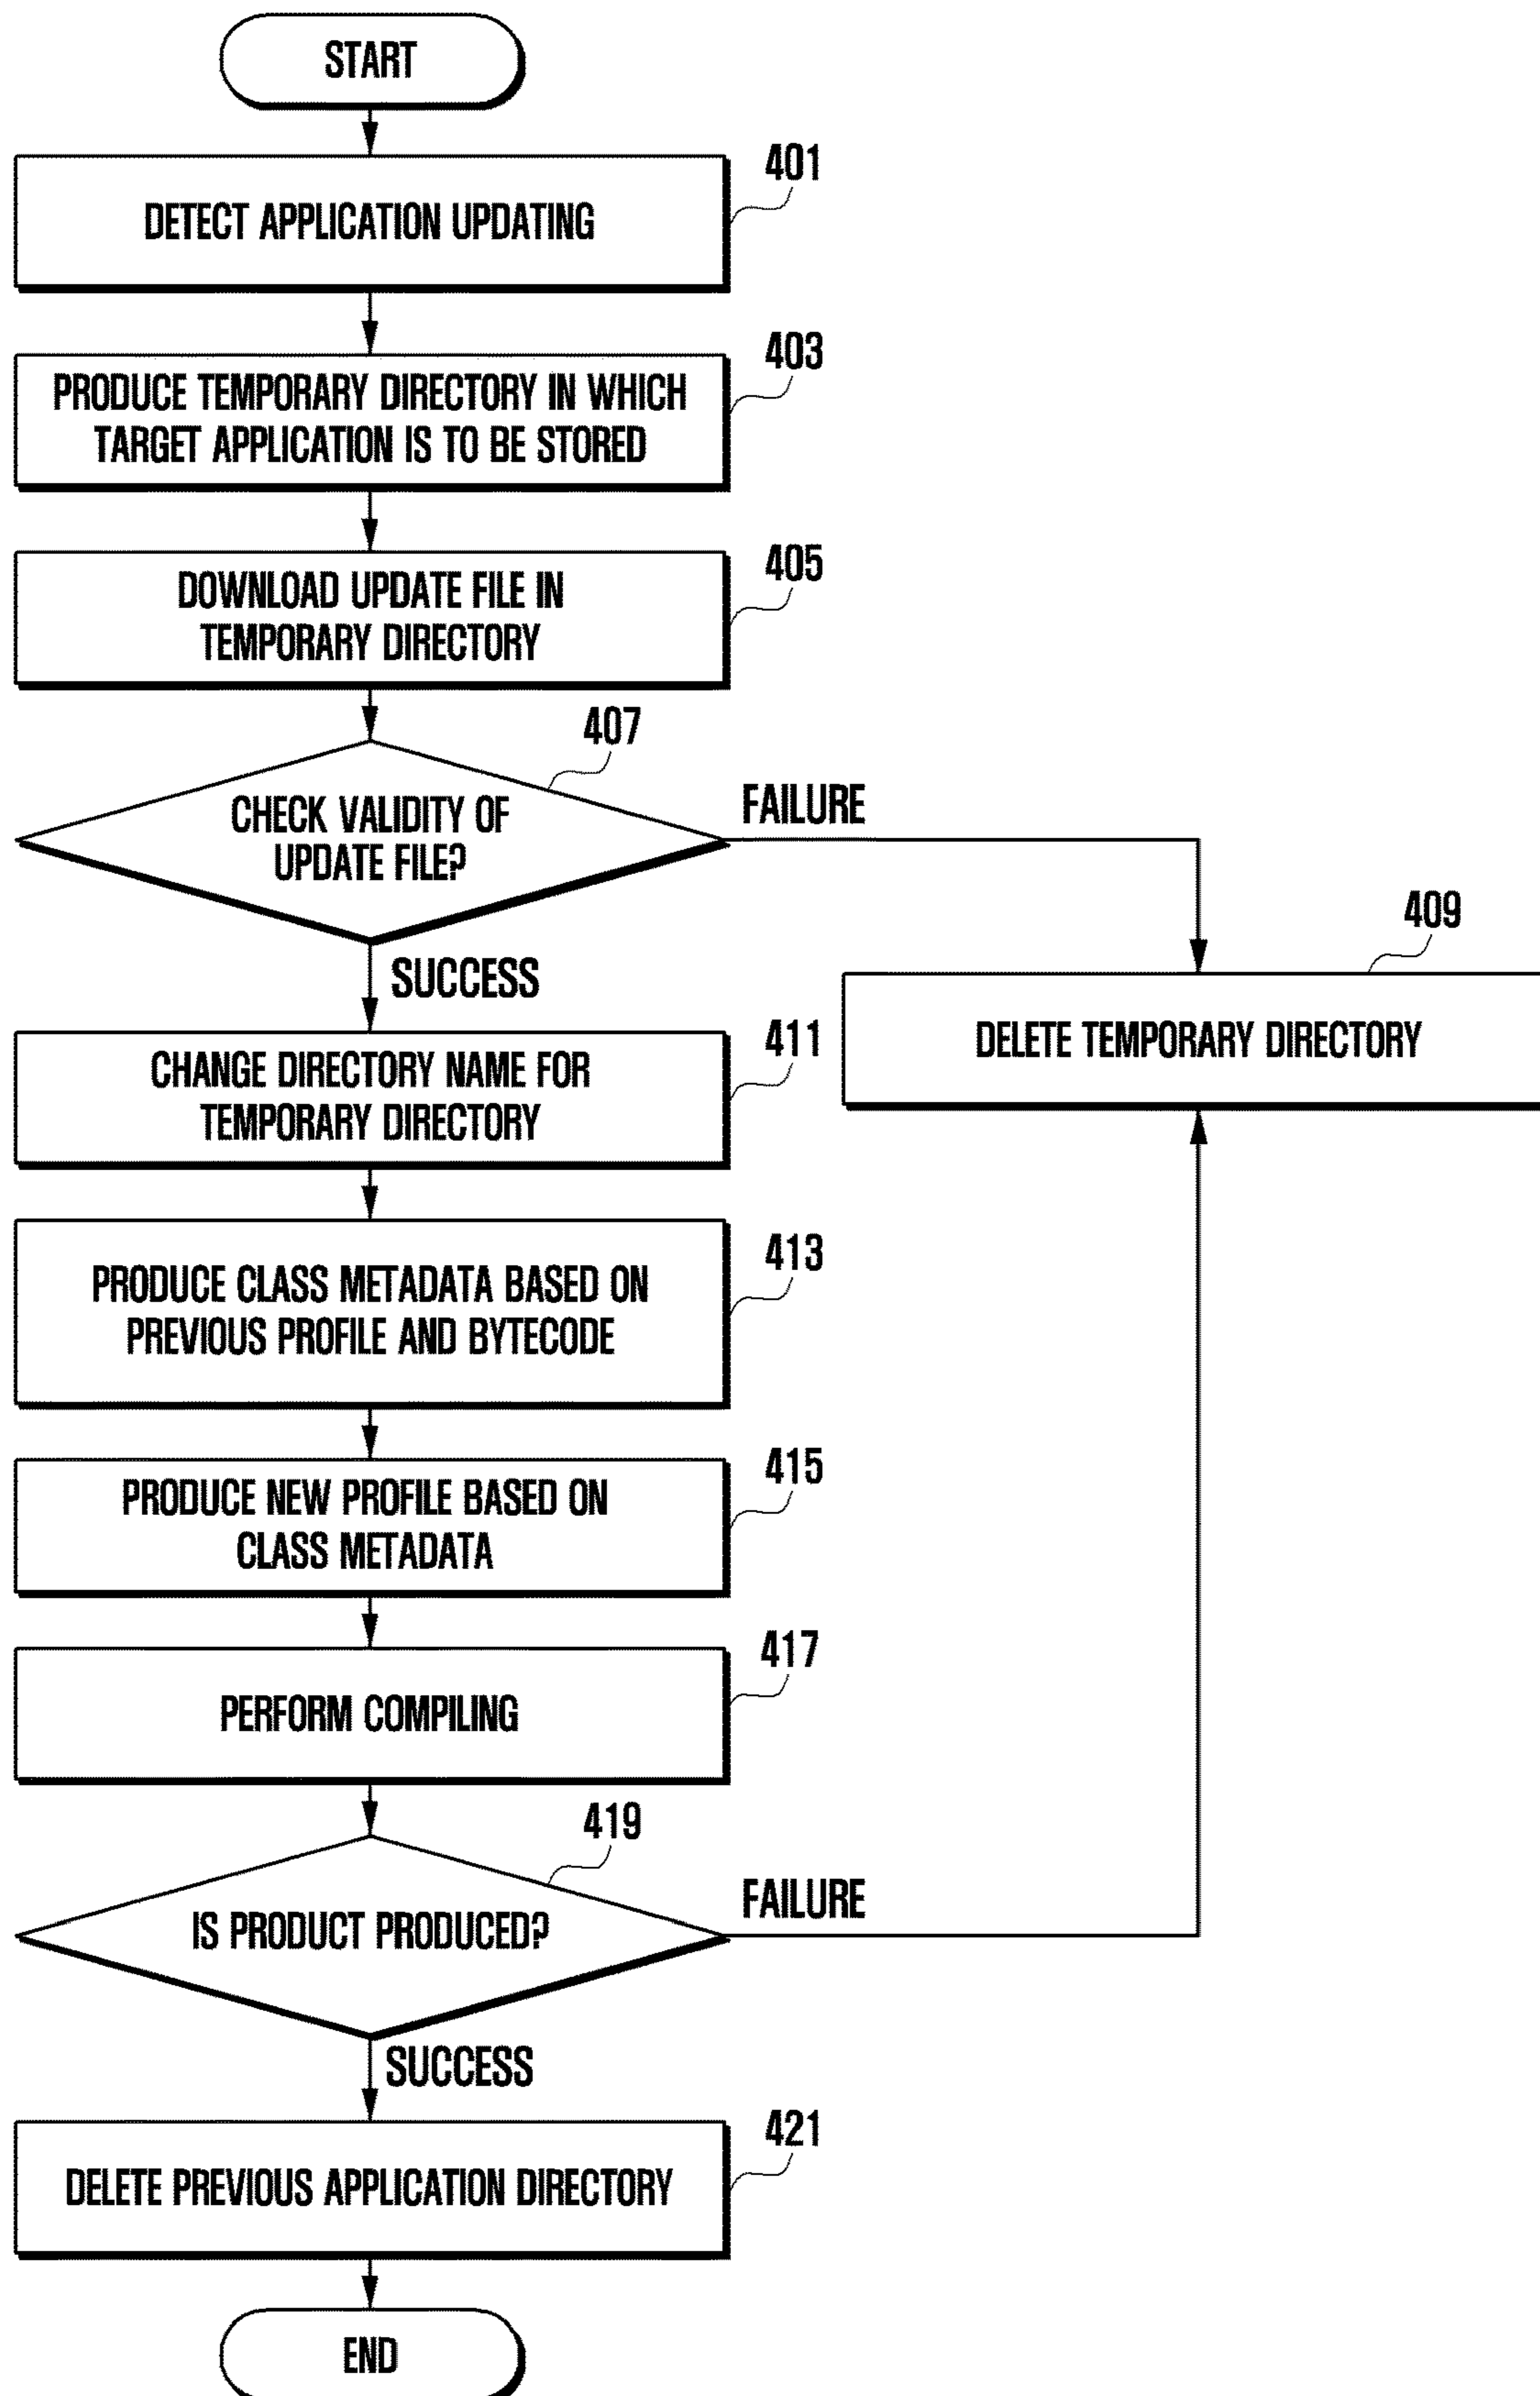 START
401
DETECT APPLICATION UPDATING
403
PRODUCE TEMPORARY DIRECTORY IN WHICH
TARGET APPLICATION IS TO BE STORED
405
DOWNLOAD UPDATE FILE IN
TEMPORARY DIRECTORY
407
CHECK VALIDITY OF
UPDATE FILE?
FAILURE
SUCCESS
409
DELETE TEMPORARY DIRECTORY
411
CHANGE DIRECTORY NAME FOR
TEMPORARY DIRECTORY
413
PRODUCE CLASS METADATA BASED ON
PREVIOUS PROFILE AND BYTECODE
415
PRODUCE NEW PROFILE BASED ON
CLASS METADATA
417
PERFORM COMPILING
419
IS PRODUCT PRODUCED?
FAILURE
SUCCESS
421
DELETE PREVIOUS APPLICATION DIRECTORY
END